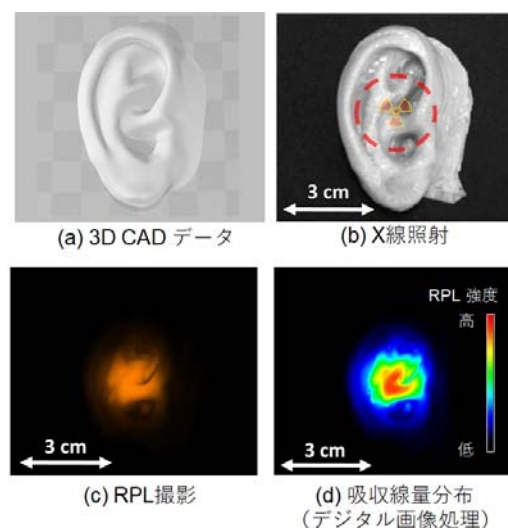 (a) 3D CAD データ
3 cm
(b) X線照射
3 cm
(c) RPL撮影
RPL 強度
高
低
3 cm
(d) 吸収線量分布
(デジタル画像処理)